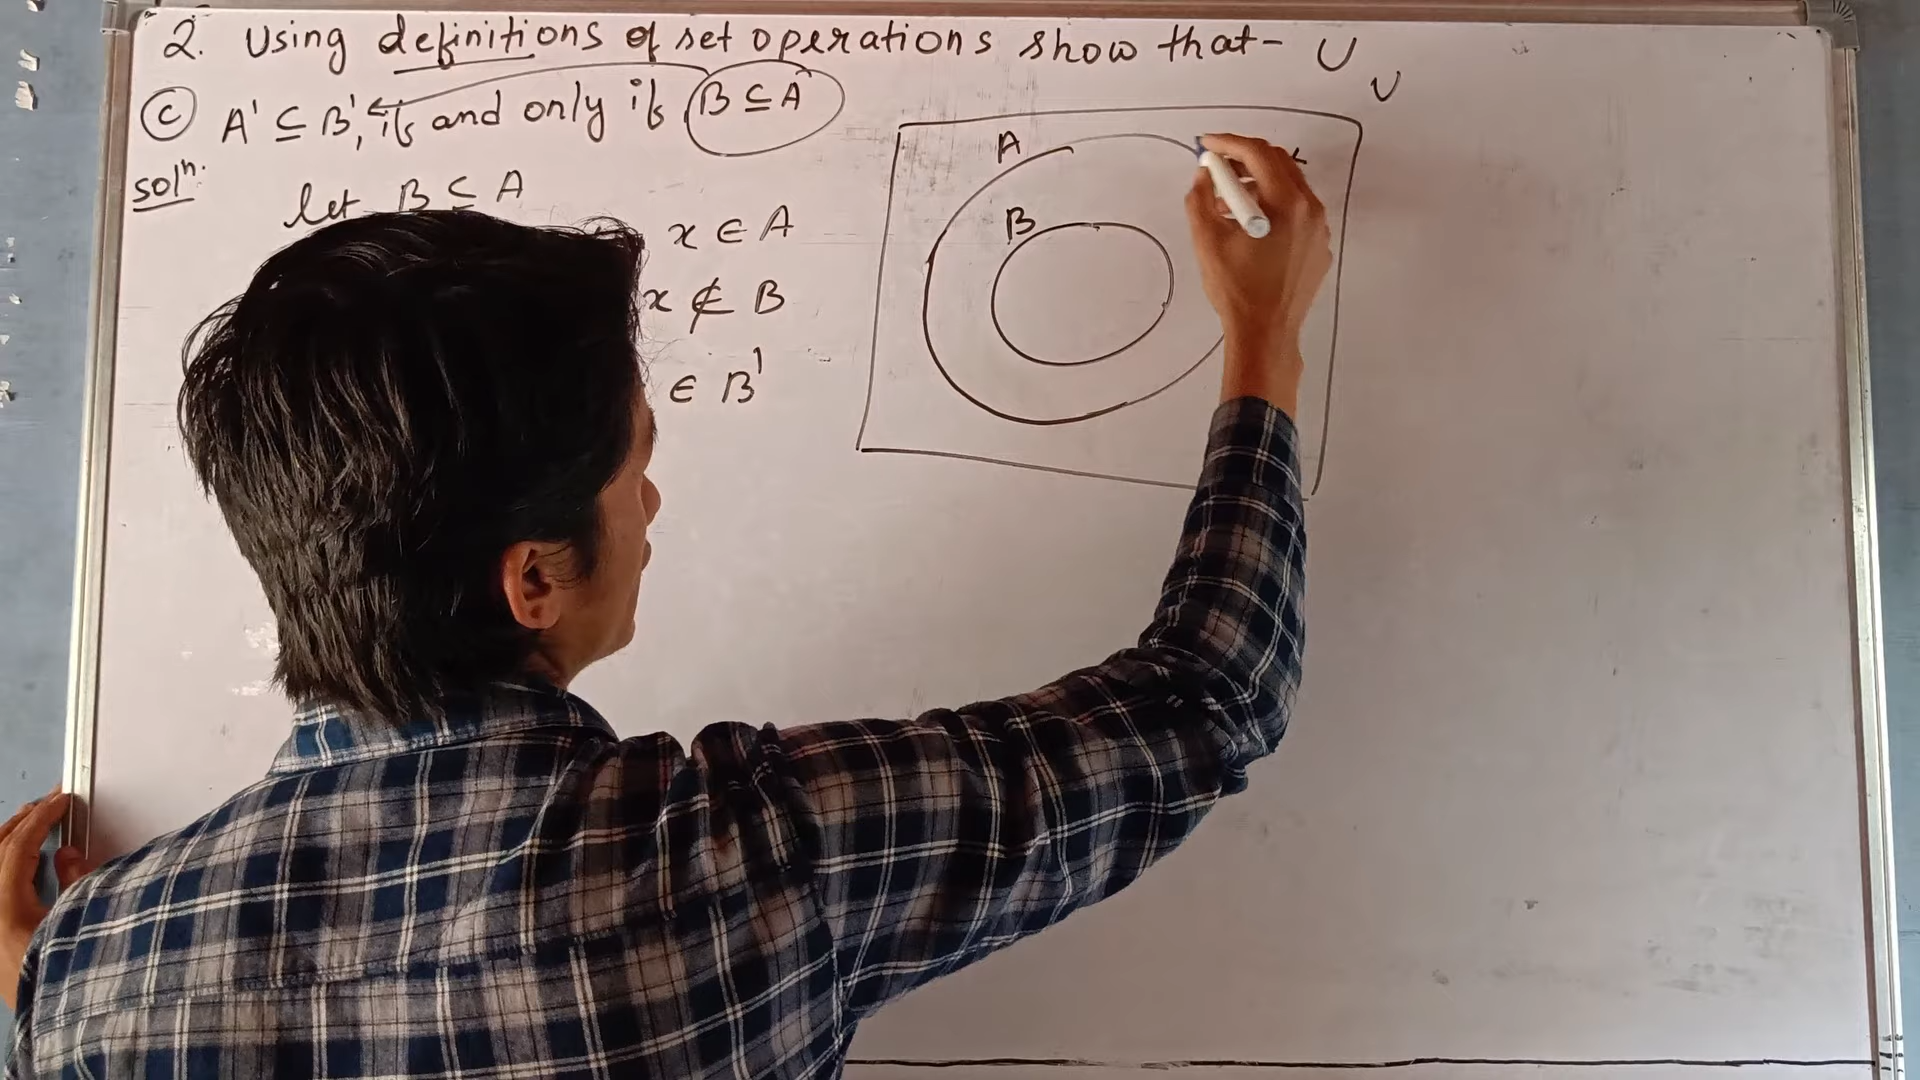 2. Using definitions of set operations show that - U
U
(c) A' ⊆ B', if and only if B ⊆ A
solⁿ.
let B ⊆ A
x ∈ A
x ∉ B
∈ B'
A
B